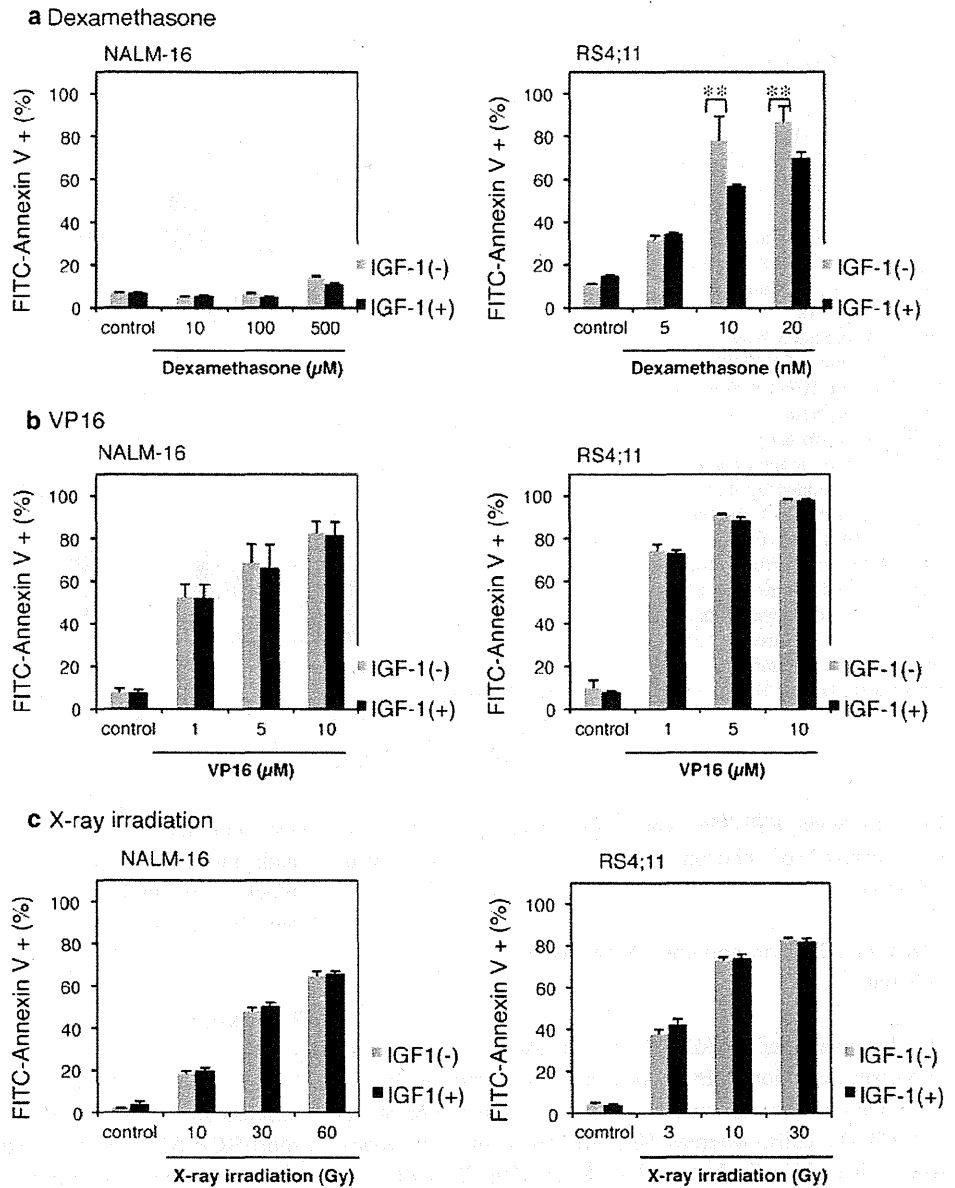 a Dexamethasone
NALM-16
FITC-Annexin V + (%)
100
80
60
40
20
0
control 10 100 500
Dexamethasone (µM)
IGF-1(-)
IGF-1(+)
RS4;11
FITC-Annexin V + (%)
100
80
60
40
20
0
** **
control 5 10 20
Dexamethasone (nM)
IGF-1(-)
IGF-1(+)
b VP16
NALM-16
FITC-Annexin V + (%)
100
80
60
40
20
0
control 1 5 10
VP16 (µM)
IGF-1(-)
IGF-1(+)
RS4;11
FITC-Annexin V + (%)
100
80
60
40
20
0
control 1 5 10
VP16 (µM)
IGF-1(-)
IGF-1(+)
c X-ray irradiation
NALM-16
FITC-Annexin V + (%)
100
80
60
40
20
0
control 10 30 60
X-ray irradiation (Gy)
IGF1(-)
IGF1(+)
RS4;11
FITC-Annexin V + (%)
100
80
60
40
20
0
control 3 10 30
X-ray irradiation (Gy)
IGF-1(-)
IGF-1(+)